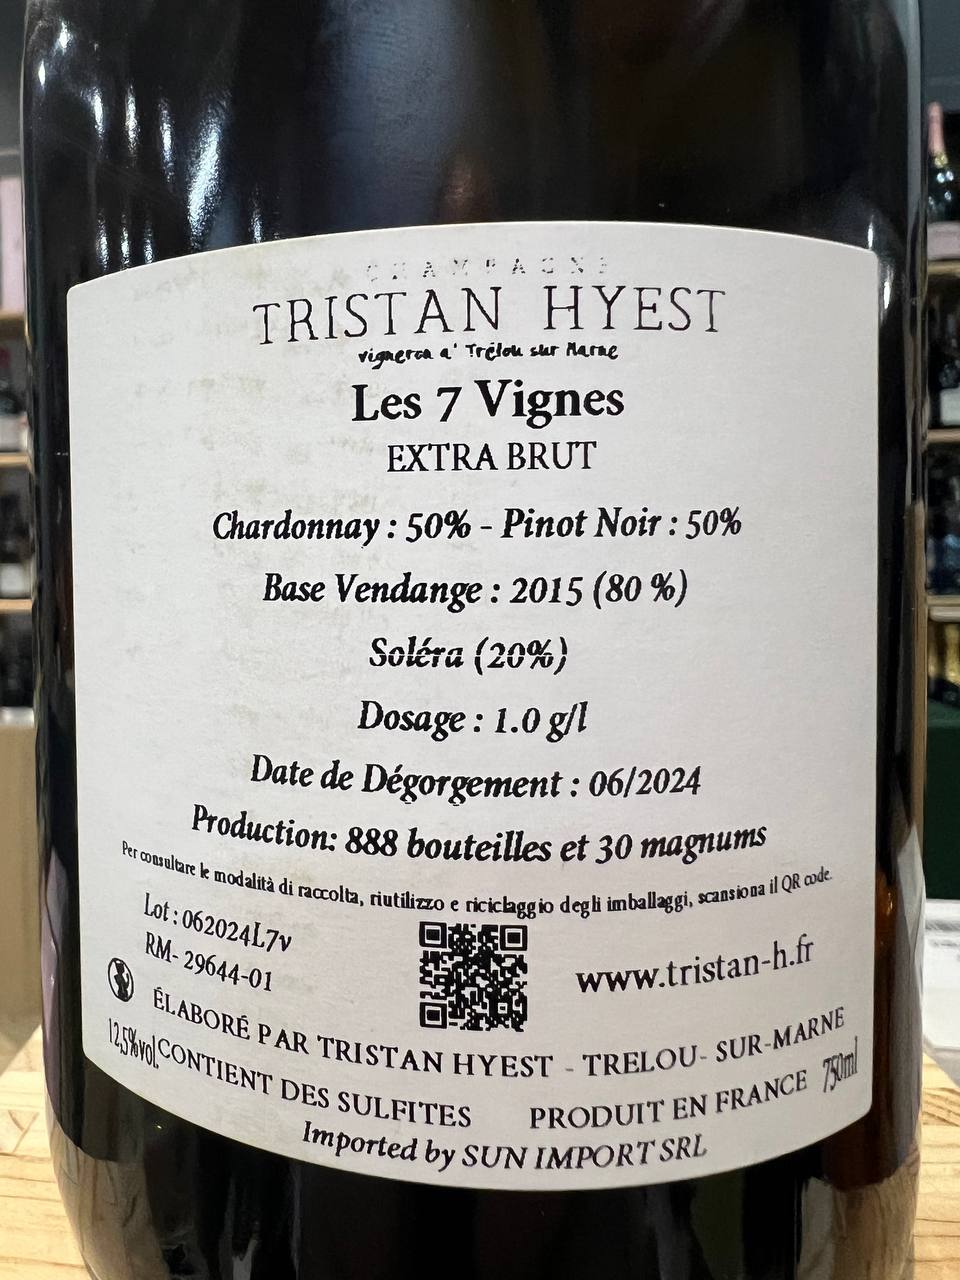 CHAMPAGNE
TRISTAN HYEST
vigneron a' Trélou sur Marne
Les 7 Vignes
EXTRA BRUT
Chardonnay : 50% - Pinot Noir : 50%
Base Vendange : 2015 (80 %)
Soléra (20%)
Dosage : 1.0 g/l
Date de Dégorgement : 06/2024
Production: 888 bouteilles et 30 magnums
Per consultare le modalità di raccolta, riutilizzo e riciclaggio degli imballaggi, scansiona il QR code.
Lot : 062024L7v
RM- 29644-01
www.tristan-h.fr
ÉLABORÉ PAR TRISTAN HYEST - TRELOU- SUR-MARNE
12,5%vol. CONTIENT DES SULFITES PRODUIT EN FRANCE 750ml
Imported by SUN IMPORT SRL